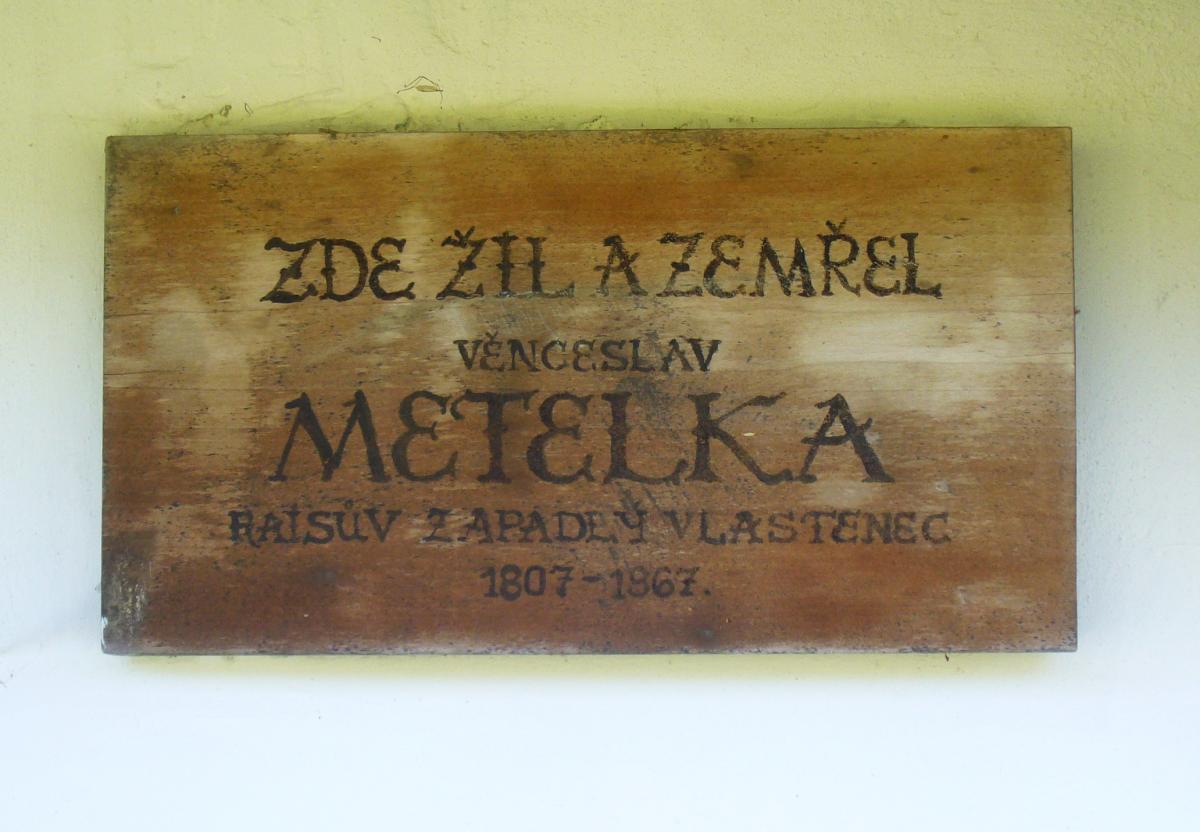 ZDE ŽIL A ZEMŘEL
VĚNCESLAV
METELKA
RAISŮV ZAPADLÝ VLASTENEC
1807-1867.